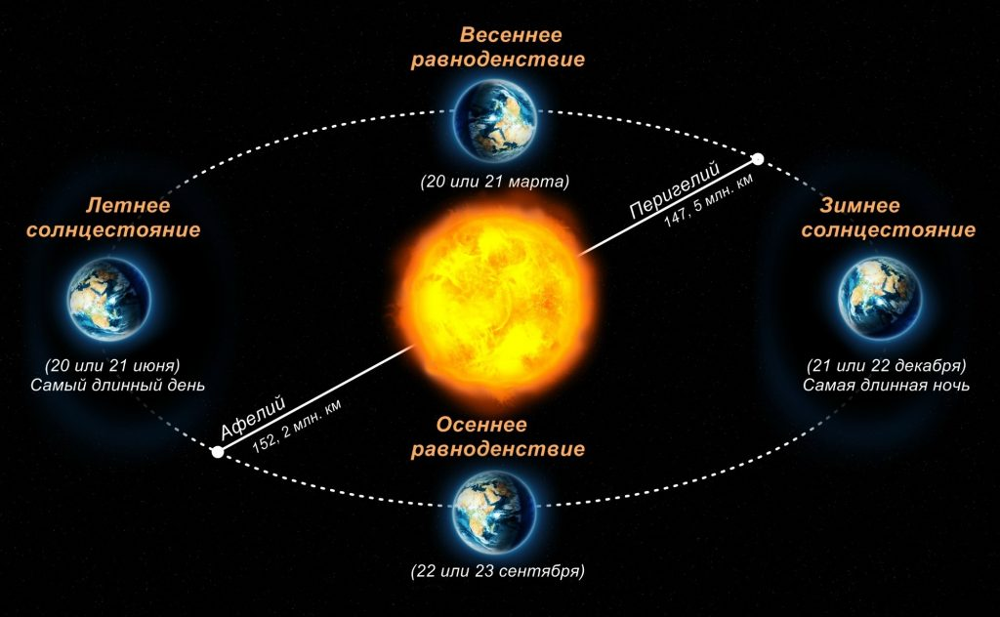 Весеннее
равноденствие
(20 или 21 марта)
Перигелий
147, 5 млн. км
Летнее
солнцестояние
(20 или 21 июня)
Самый длинный день
Зимнее
солнцестояние
(21 или 22 декабря)
Самая длинная ночь
Афелий
152, 2 млн. км
Осеннее
равноденствие
(22 или 23 сентября)